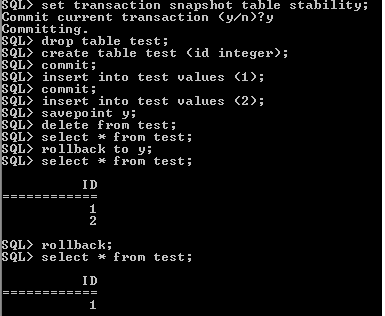 SQL> set transaction snapshot table stability;
Commit current transaction (y/n)?y
Committing.
SQL> drop table test;
SQL> create table test (id integer);
SQL> commit;
SQL> insert into test values (1);
SQL> commit;
SQL> insert into test values (2);
SQL> savepoint y;
SQL> delete from test;
SQL> select * from test;
SQL> rollback to y;
SQL> select * from test;
ID
============
1
2
SQL> rollback;
SQL> select * from test;
ID
============
1